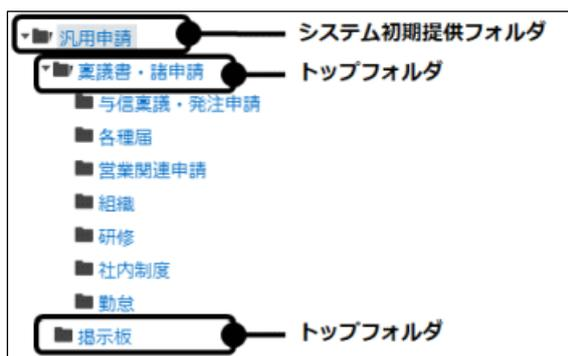 汎用申請 システム初期提供フォルダ
稟議書・諸申請 トップフォルダ
与信稟議・発注申請
各種届
営業関連申請
組織
研修
社内制度
勤怠
掲示板 トップフォルダ